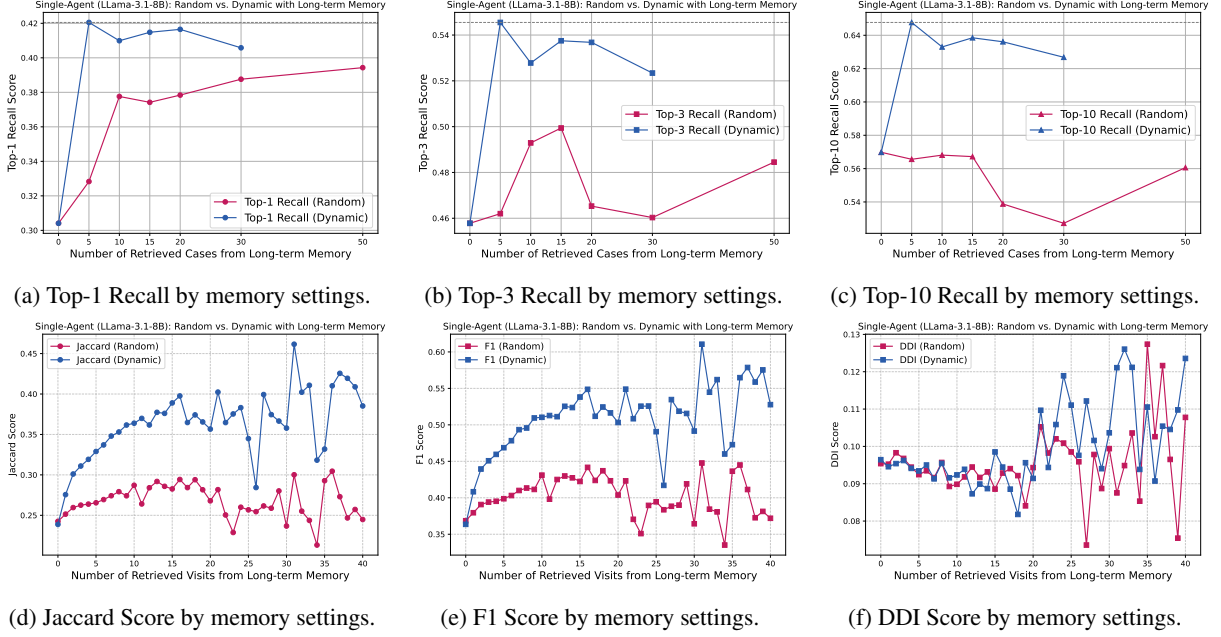 Single-Agent (LLama-3.1-8B): Random vs. Dynamic with Long-term Memory
Top-1 Recall Score
0.42
0.40
0.38
0.36
0.34
0.32
0.30
Top-1 Recall (Random)
Top-1 Recall (Dynamic)
0 5 10 15 20 30 50
Number of Retrieved Cases from Long-term Memory
(a) Top-1 Recall by memory settings.
Single-Agent (LLama-3.1-8B): Random vs. Dynamic with Long-term Memory
Top-3 Recall Score
0.54
0.52
0.50
0.48
0.46
Top-3 Recall (Random)
Top-3 Recall (Dynamic)
0 5 10 15 20 30 50
Number of Retrieved Cases from Long-term Memory
(b) Top-3 Recall by memory settings.
Single-Agent (LLama-3.1-8B): Random vs. Dynamic with Long-term Memory
Top-10 Recall Score
0.64
0.62
0.60
0.58
0.56
0.54
Top-10 Recall (Random)
Top-10 Recall (Dynamic)
0 5 10 15 20 30 50
Number of Retrieved Cases from Long-term Memory
(c) Top-10 Recall by memory settings.
Single-Agent (LLama-3.1-8B): Random vs. Dynamic with Long-term Memory
Jaccard Score
0.45
0.40
0.35
0.30
0.25
Jaccard (Random)
Jaccard (Dynamic)
0 5 10 15 20 25 30 35 40
Number of Retrieved Visits from Long-term Memory
(d) Jaccard Score by memory settings.
Single-Agent (LLama-3.1-8B): Random vs. Dynamic with Long-term Memory
F1 Score
0.60
0.55
0.50
0.45
0.40
0.35
F1 (Random)
F1 (Dynamic)
0 5 10 15 20 25 30 35 40
Number of Retrieved Visits from Long-term Memory
(e) F1 Score by memory settings.
Single-Agent (LLama-3.1-8B): Random vs. Dynamic with Long-term Memory
DDI Score
0.13
0.12
0.11
0.10
0.09
0.08
DDI (Random)
DDI (Dynamic)
0 5 10 15 20 25 30 35 40
Number of Retrieved Visits from Long-term Memory
(f) DDI Score by memory settings.